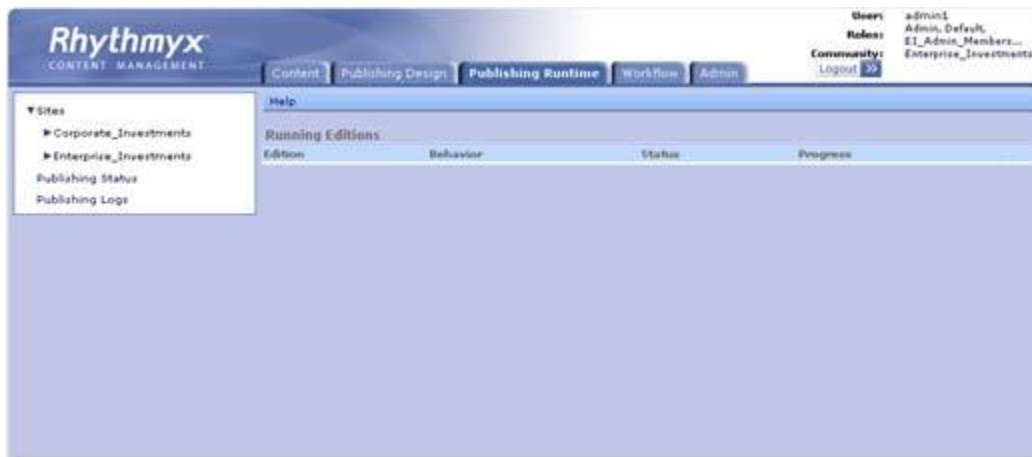 Rhythmyx
CONTENT MANAGEMENT
User: admin1
Roles: Admin, Default,
EI_Admin_Members...
Community: Enterprise_Investments
Logout >>
Content Publishing Design Publishing Runtime Workflow Admin
▼Sites
▶Corporate_Investments
▶Enterprise_Investments
Publishing Status
Publishing Logs
Help
Running Editions
Edition Behavior Status Progress